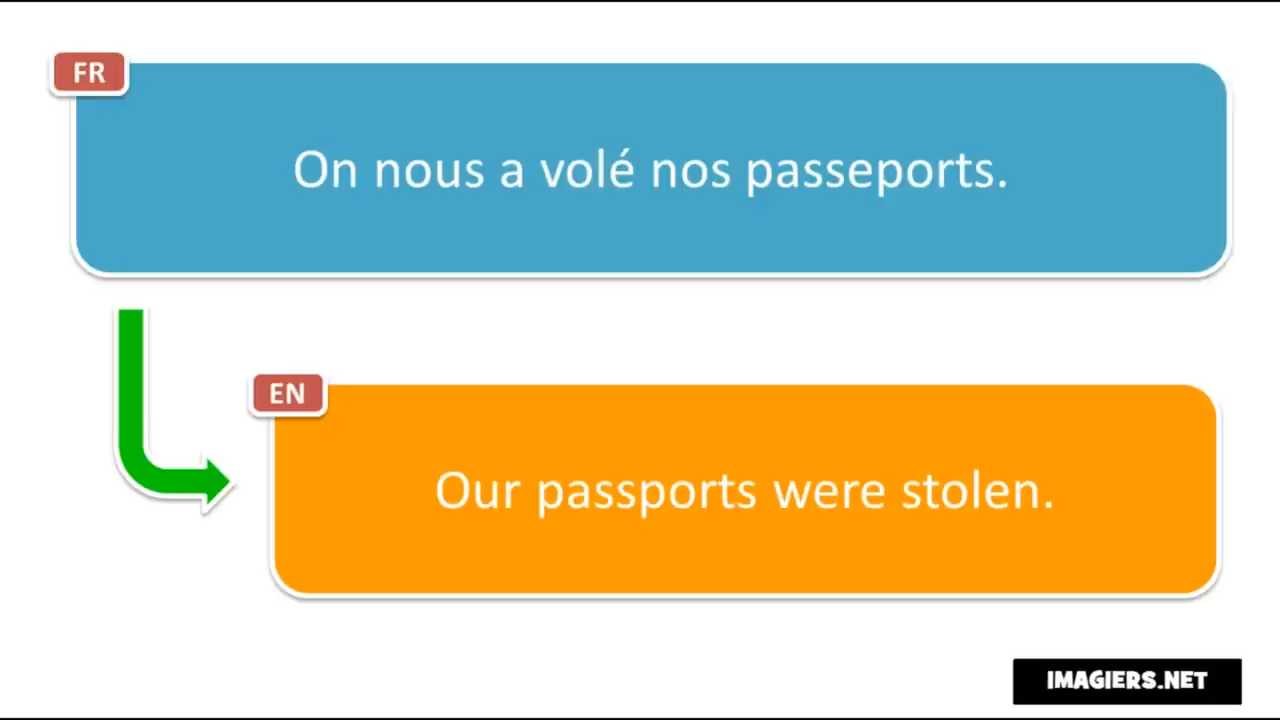 FR
On nous a volé nos passeports.
EN
Our passports were stolen.
IMAGIERS.NET